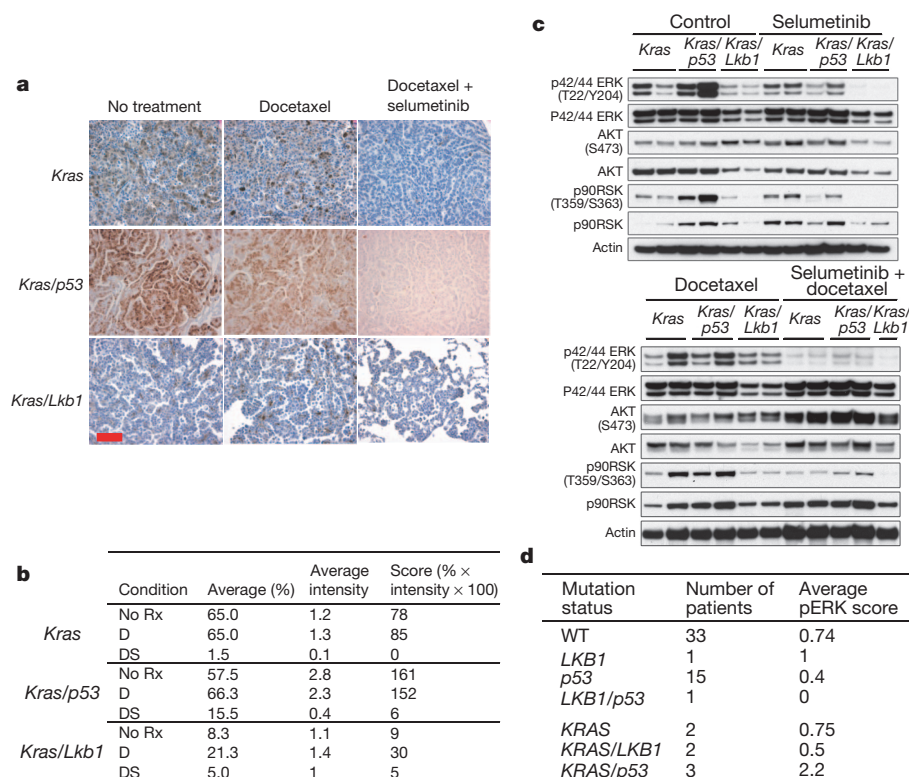 a
No treatment
Docetaxel
Docetaxel + selumetinib
Kras
Kras/p53
Kras/Lkb1
b
Condition Average (%) Average intensity Score (% × intensity × 100)
Kras
No Rx 65.0 1.2 78
D 65.0 1.3 85
DS 1.5 0.1 0
Kras/p53
No Rx 57.5 2.8 161
D 66.3 2.3 152
DS 15.5 0.4 6
Kras/Lkb1
No Rx 8.3 1.1 9
D 21.3 1.4 30
DS 5.0 1 5
c
Control Selumetinib
Kras Kras/p53 Kras/Lkb1 Kras Kras/p53 Kras/Lkb1
p42/44 ERK (T22/Y204)
P42/44 ERK
AKT (S473)
AKT
p90RSK (T359/S363)
p90RSK
Actin
Docetaxel Selumetinib + docetaxel
Kras Kras/p53 Kras/Lkb1 Kras Kras/p53 Kras/Lkb1
p42/44 ERK (T22/Y204)
P42/44 ERK
AKT (S473)
AKT
p90RSK (T359/S363)
p90RSK
Actin
d
Mutation status Number of patients Average pERK score
WT 33 0.74
LKB1 1 1
p53 15 0.4
LKB1/p53 1 0
KRAS 2 0.75
KRAS/LKB1 2 0.5
KRAS/p53 3 2.2